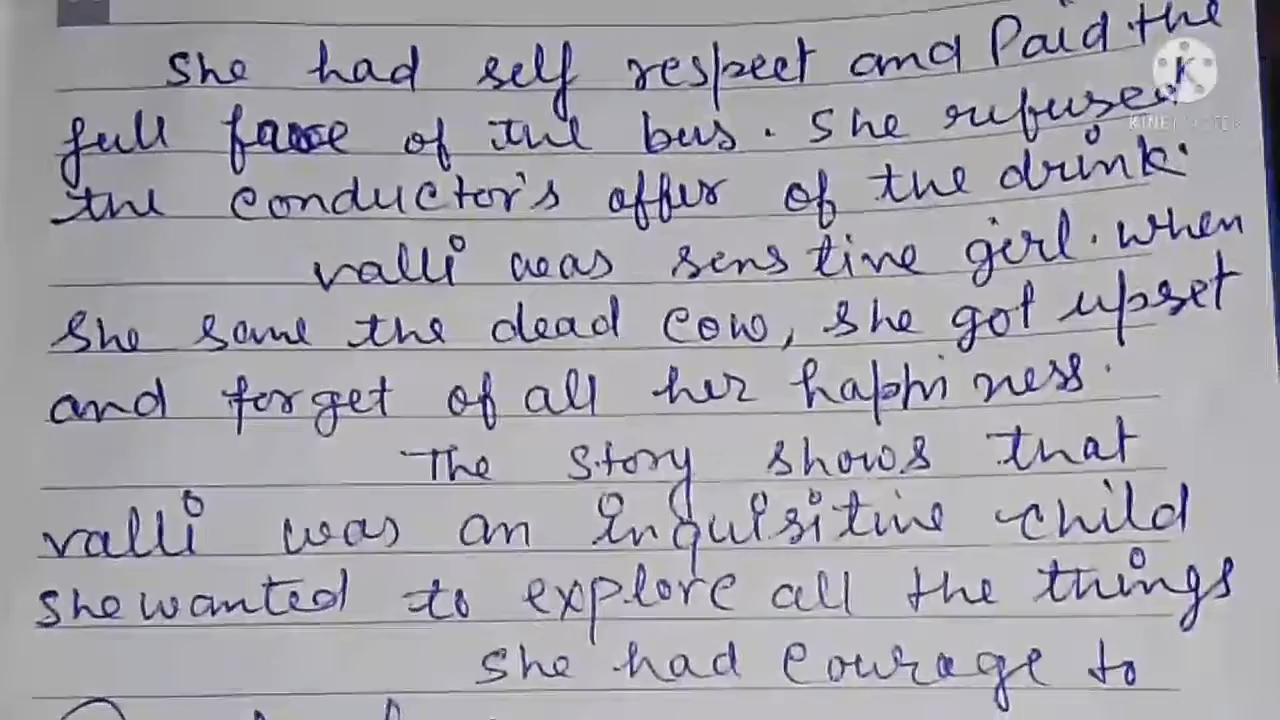 She had self respect and Paid the
full fare of the bus. She refused
the conductor's offer of the drink.
valli was senstive girl. when
She saw the dead cow, she got upset
and forget of all her happiness.
The story shows that
valli was an inquisitive child
she wanted to explore all the things
she had courage to